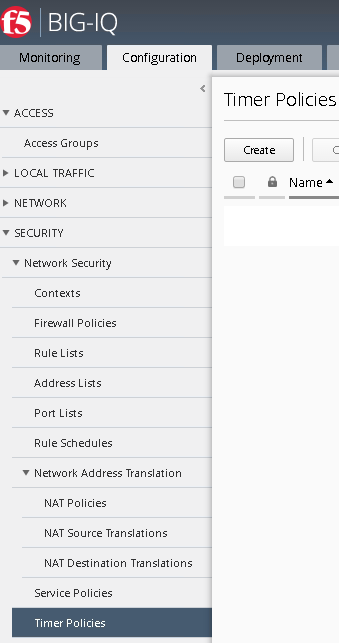 f5 BIG-IQ
Monitoring Configuration Deployment
ACCESS
Access Groups
LOCAL TRAFFIC
NETWORK
SECURITY
Network Security
Contexts
Firewall Policies
Rule Lists
Address Lists
Port Lists
Rule Schedules
Network Address Translation
NAT Policies
NAT Source Translations
NAT Destination Translations
Service Policies
Timer Policies
Timer Policies
Create
Name